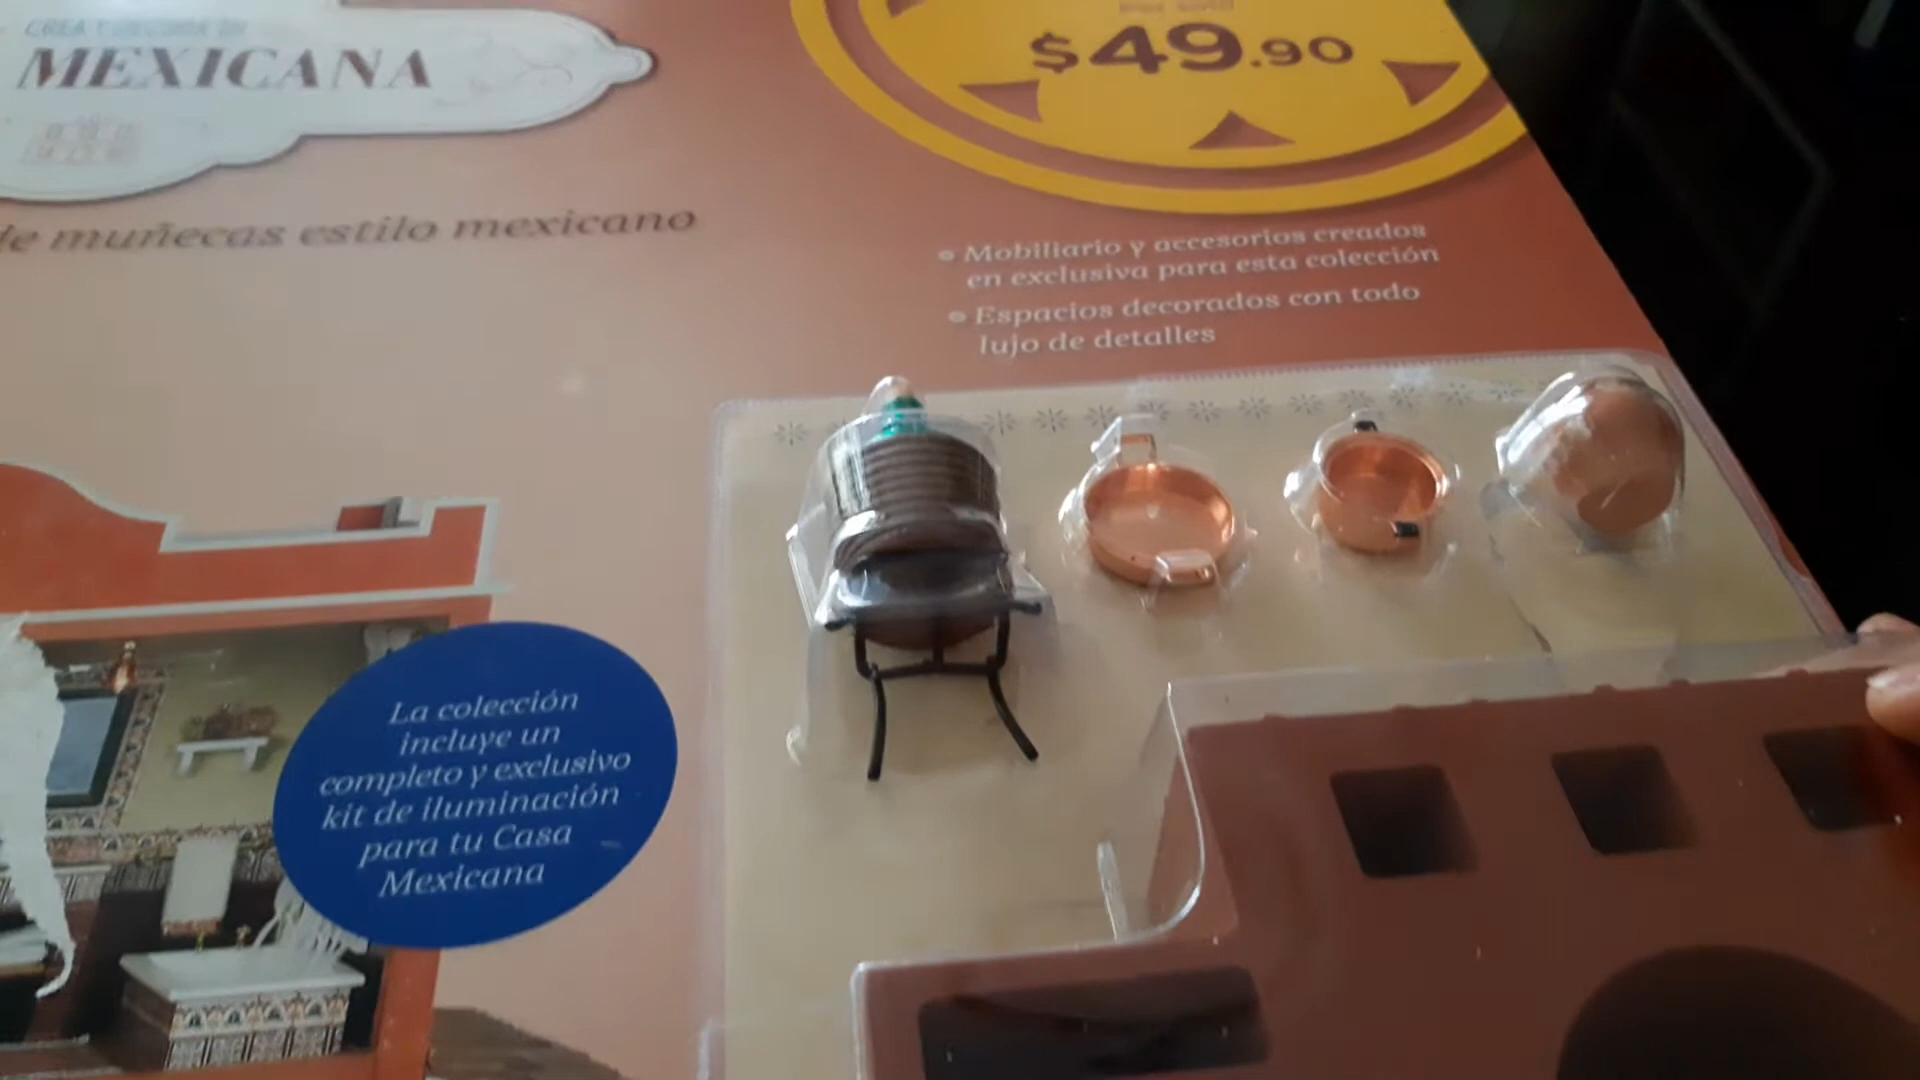 MEXICANA
$49.90
de muñecas estilo mexicano
Mobiliario y accesorios creados
en exclusiva para esta colección
Espacios decorados con todo
lujo de detalles
La colección
incluye un
completo y exclusivo
kit de iluminación
para tu Casa
Mexicana